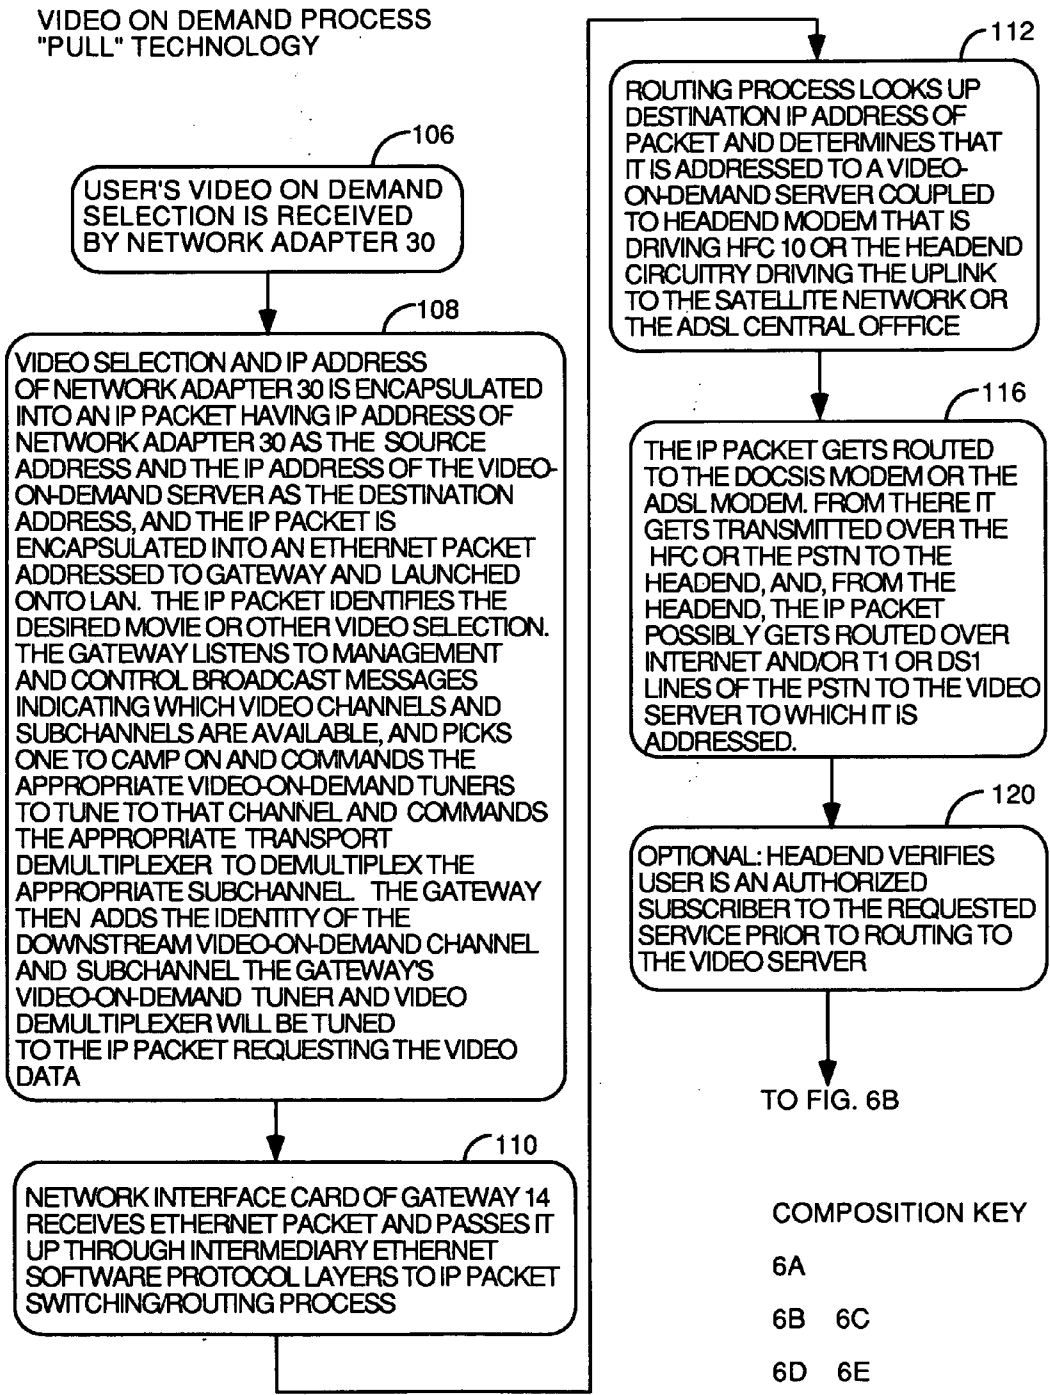 VIDEO ON DEMAND PROCESS
"PULL" TECHNOLOGY
106
USER'S VIDEO ON DEMAND
SELECTION IS RECEIVED
BY NETWORK ADAPTER 30
108
VIDEO SELECTION AND IP ADDRESS
OF NETWORK ADAPTER 30 IS ENCAPSULATED
INTO AN IP PACKET HAVING IP ADDRESS OF
NETWORK ADAPTER 30 AS THE SOURCE
ADDRESS AND THE IP ADDRESS OF THE VIDEO-
ON-DEMAND SERVER AS THE DESTINATION
ADDRESS, AND THE IP PACKET IS
ENCAPSULATED INTO AN ETHERNET PACKET
ADDRESSED TO GATEWAY AND LAUNCHED
ONTO LAN. THE IP PACKET IDENTIFIES THE
DESIRED MOVIE OR OTHER VIDEO SELECTION.
THE GATEWAY LISTENS TO MANAGEMENT
AND CONTROL BROADCAST MESSAGES
INDICATING WHICH VIDEO CHANNELS AND
SUBCHANNELS ARE AVAILABLE, AND PICKS
ONE TO CAMP ON AND COMMANDS THE
APPROPRIATE VIDEO-ON-DEMAND TUNERS
TO TUNE TO THAT CHANNEL AND COMMANDS
THE APPROPRIATE TRANSPORT
DEMULTIPLEXER TO DEMULTIPLEX THE
APPROPRIATE SUBCHANNEL. THE GATEWAY
THEN ADDS THE IDENTITY OF THE
DOWNSTREAM VIDEO-ON-DEMAND CHANNEL
AND SUBCHANNEL THE GATEWAY'S
VIDEO-ON-DEMAND TUNER AND VIDEO
DEMULTIPLEXER WILL BE TUNED
TO THE IP PACKET REQUESTING THE VIDEO
DATA
110
NETWORK INTERFACE CARD OF GATEWAY 14
RECEIVES ETHERNET PACKET AND PASSES IT
UP THROUGH INTERMEDIARY ETHERNET
SOFTWARE PROTOCOL LAYERS TO IP PACKET
SWITCHING/ROUTING PROCESS
112
ROUTING PROCESS LOOKS UP
DESTINATION IP ADDRESS OF
PACKET AND DETERMINES THAT
IT IS ADDRESSED TO A VIDEO-
ON-DEMAND SERVER COUPLED
TO HEADEND MODEM THAT IS
DRIVING HFC 10 OR THE HEADEND
CIRCUITRY DRIVING THE UPLINK
TO THE SATELLITE NETWORK OR
THE ADSL CENTRAL OFFFICE
116
THE IP PACKET GETS ROUTED
TO THE DOCSIS MODEM OR THE
ADSL MODEM. FROM THERE IT
GETS TRANSMITTED OVER THE
HFC OR THE PSTN TO THE
HEADEND, AND, FROM THE
HEADEND, THE IP PACKET
POSSIBLY GETS ROUTED OVER
INTERNET AND/OR T1 OR DS1
LINES OF THE PSTN TO THE VIDEO
SERVER TO WHICH IT IS
ADDRESSED.
120
OPTIONAL: HEADEND VERIFIES
USER IS AN AUTHORIZED
SUBSCRIBER TO THE REQUESTED
SERVICE PRIOR TO ROUTING TO
THE VIDEO SERVER
TO FIG. 6B
COMPOSITION KEY
6A
6B 6C
6D 6E